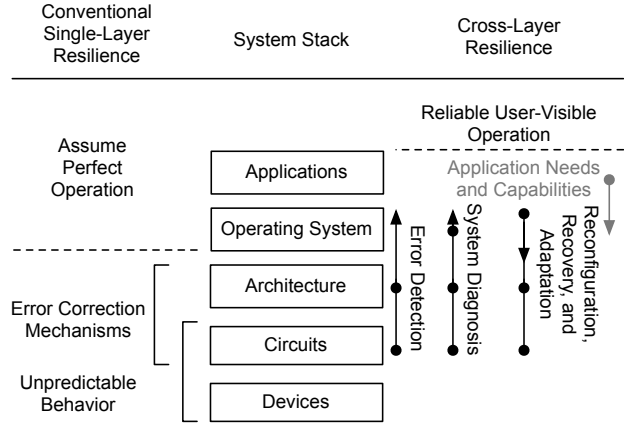 Conventional
Single-Layer
Resilience
System Stack
Cross-Layer
Resilience
Reliable User-Visible
Operation
Assume
Perfect
Operation
Applications
Application Needs
and Capabilities
Operating System
Architecture
Circuits
Devices
Error Correction
Mechanisms
Unpredictable
Behavior
Error Detection
System Diagnosis
Reconfiguration,
Recovery, and
Adaptation